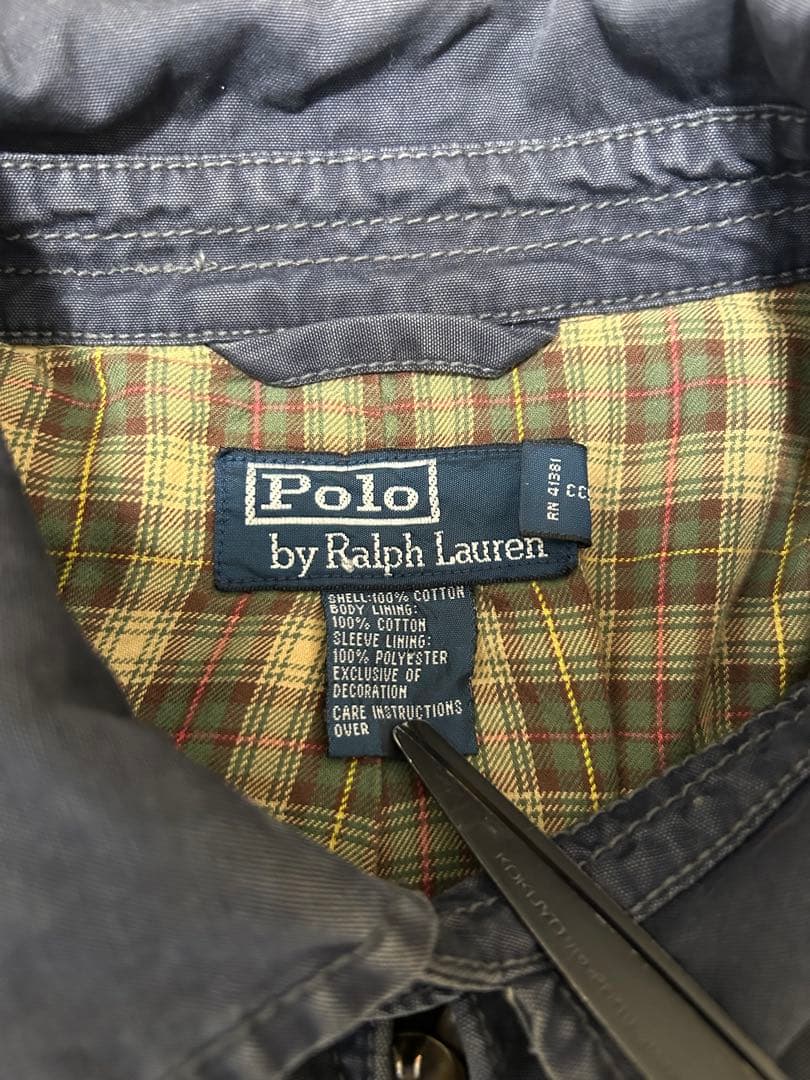 Polo
by Ralph Lauren
RN 41381
SHELL:100% COTTON
BODY LINING:
100% COTTON
SLEEVE LINING:
100% POLYESTER
EXCLUSIVE OF
DECORATION
CARE INSTRUCTIONS
OVER
KOKUYO